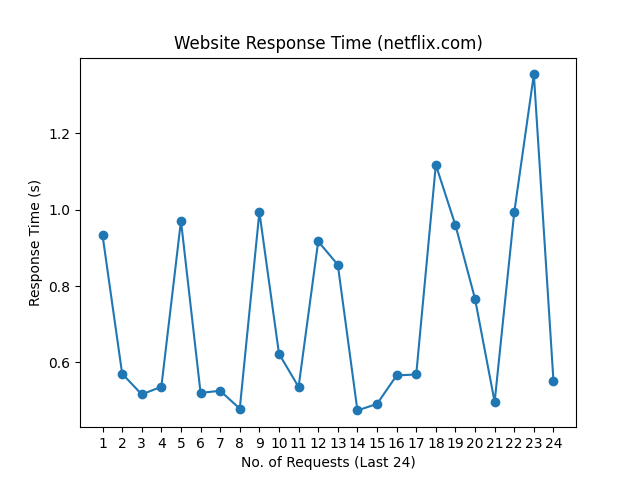 Website Response Time (netflix.com)
Response Time (s)
1.2
1.0
0.8
0.6
1 2 3 4 5 6 7 8 9 10 11 12 13 14 15 16 17 18 19 20 21 22 23 24
No. of Requests (Last 24)